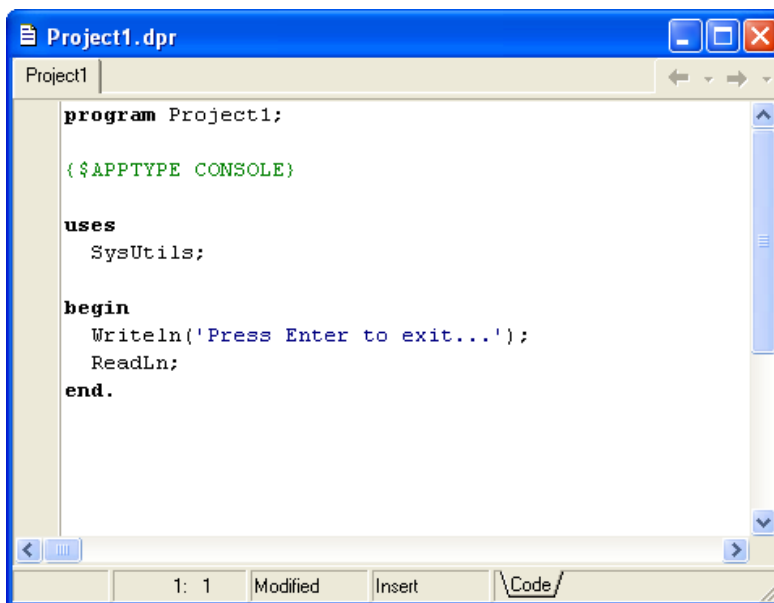 Project1.dpr
Project1
program Project1;
{$APPTYPE CONSOLE}
uses
  SysUtils;
begin
  Writeln('Press Enter to exit...');
  ReadLn;
end.
1: 1 Modified Insert \Code/